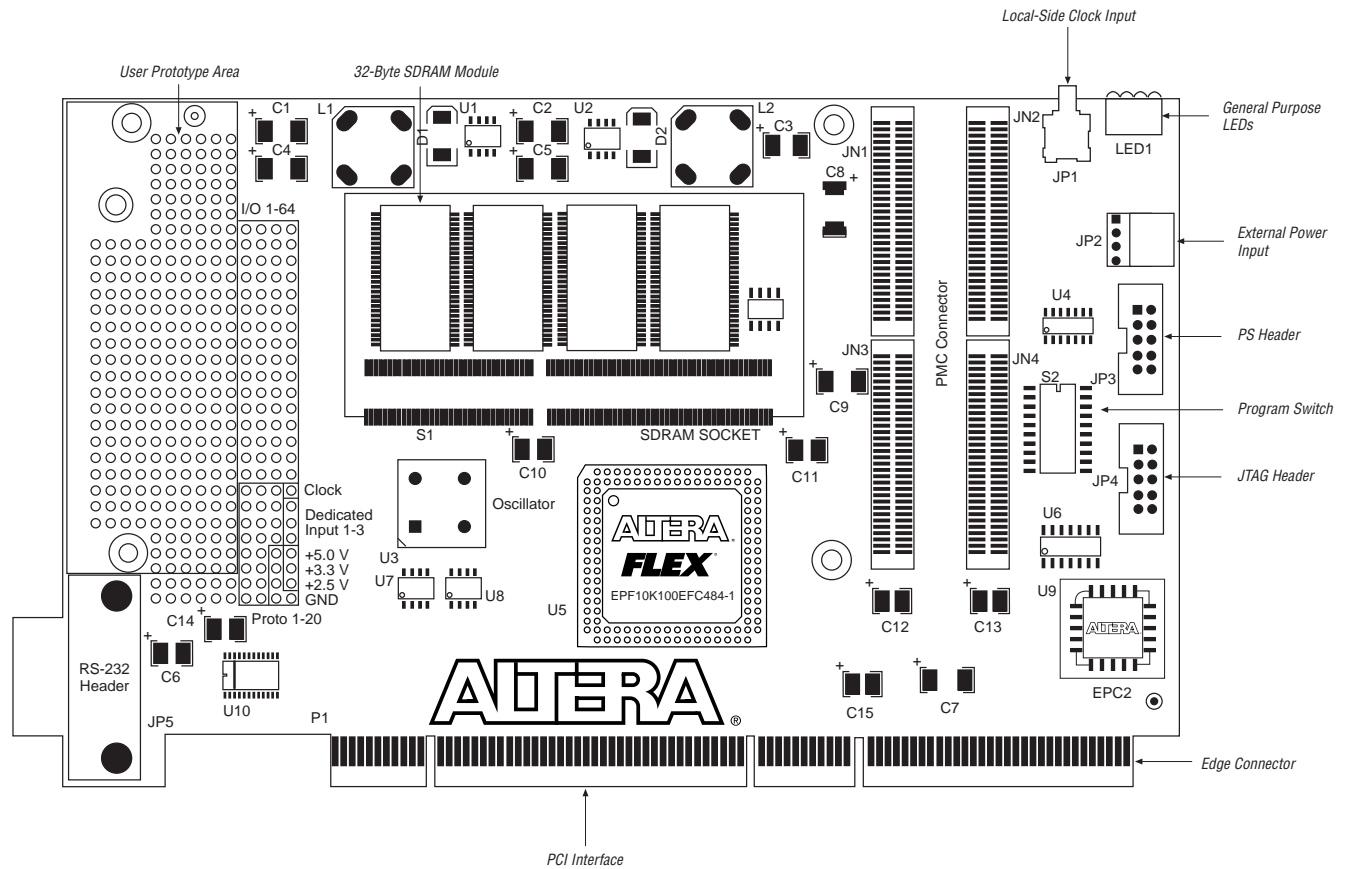 Local-Side Clock Input
User Prototype Area
32-Byte SDRAM Module
General Purpose
LEDs
C1
L1
U1
C2
U2
L2
C3
JN2
LED1
JP1
D1
D2
C4
C5
JN1
C8
I/O 1-64
JP2
External Power
Input
PMC Connector
U4
PS Header
JN3
JN4
S2
JP3
C9
Program Switch
S1
SDRAM SOCKET
C10
C11
JP4
JTAG Header
Clock
Dedicated
Input 1-3
+5.0 V
+3.3 V
+2.5 V
GND
Proto 1-20
Oscillator
U3
U7
U8
ALTERA
FLEX
EPF10K100EFC484-1
U5
U6
U9
ALTERA
EPC2
C14
C6
U10
C12
C13
C15
C7
RS-232
Header
JP5
P1
ALTERA®
Edge Connector
PCI Interface